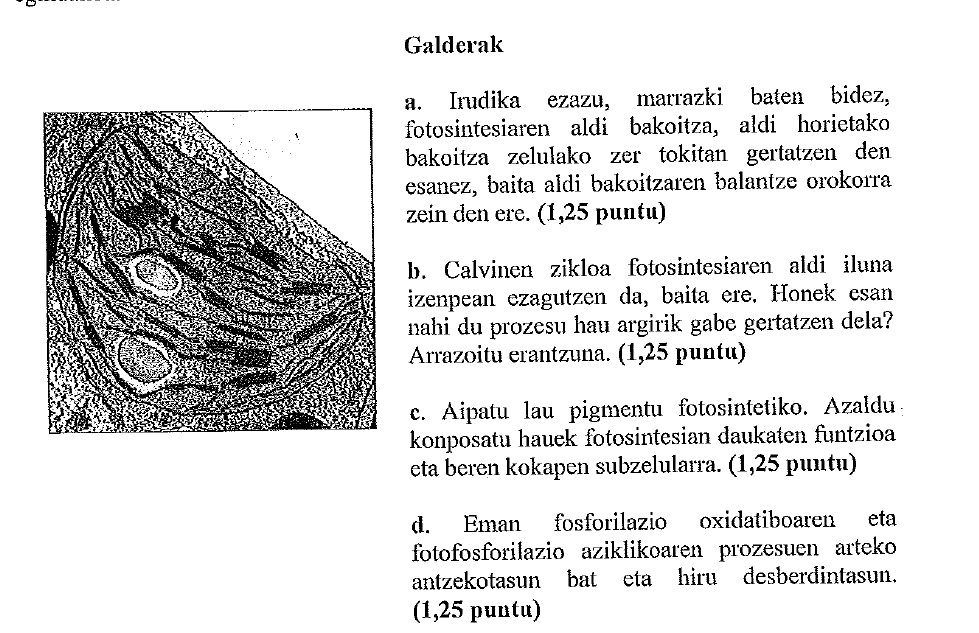 Galderak
a. Irudika ezazu, marrazki baten bidez,
fotosintesiaren aldi bakoitza, aldi horietako
bakoitza zelulako zer tokitan gertatzen den
esanez, baita aldi bakoitzaren balantze orokorra
zein den ere. (1,25 puntu)
b. Calvinen zikloa fotosintesiaren aldi iluna
izenpean ezagutzen da, baita ere. Honek esan
nahi du prozesu hau argirik gabe gertatzen dela?
Arrazoitu erantzuna. (1,25 puntu)
c. Aipatu lau pigmentu fotosintetiko. Azaldu
konposatu hauek fotosintesian daukaten funtzioa
eta beren kokapen subzelularra. (1,25 puntu)
d. Eman fosforilazio oxidatiboaren eta
fotofosforilazio aziklikoaren prozesuen arteko
antzekotasun bat eta hiru desberdintasun.
(1,25 puntu)